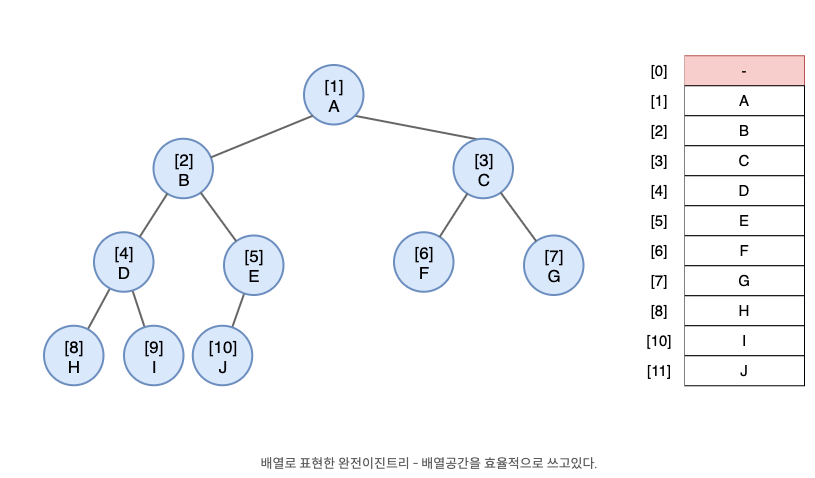 [1]
A
[2]
B
[3]
C
[4]
D
[5]
E
[6]
F
[7]
G
[8]
H
[9]
I
[10]
J
[0] -
[1] A
[2] B
[3] C
[4] D
[5] E
[6] F
[7] G
[8] H
[10] I
[11] J
배열로 표현한 완전이진트리 - 배열공간을 효율적으로 쓰고있다.